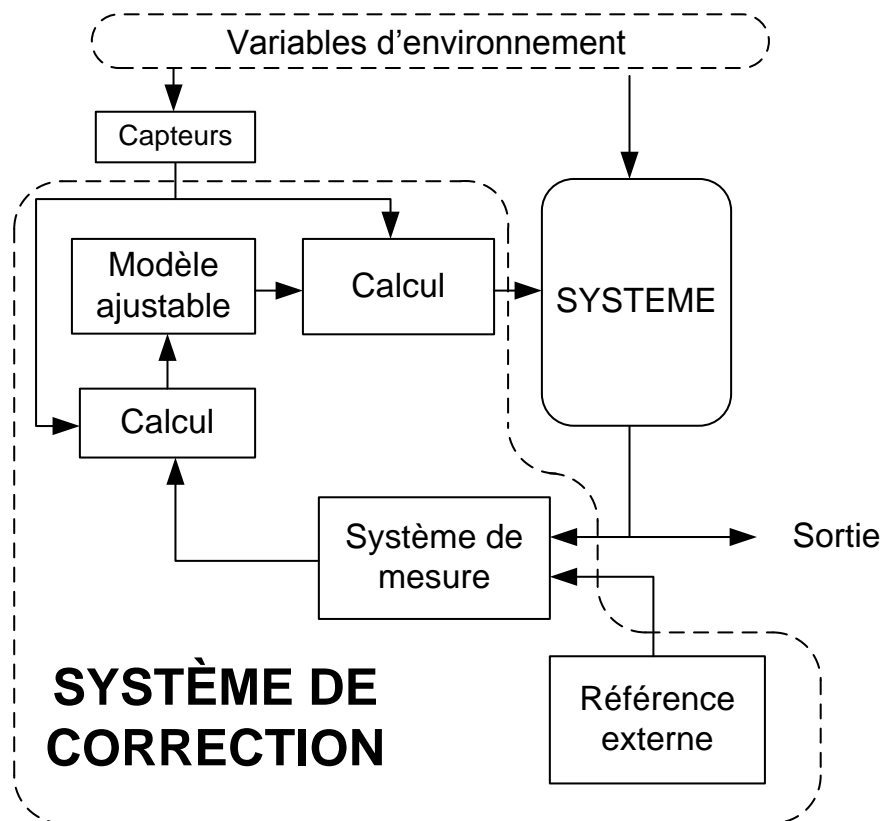 Variables d'environnement
Capteurs
Modèle
ajustable
Calcul
SYSTEME
Calcul
Système de
mesure
Sortie
SYSTÈME DE
CORRECTION
Référence
externe